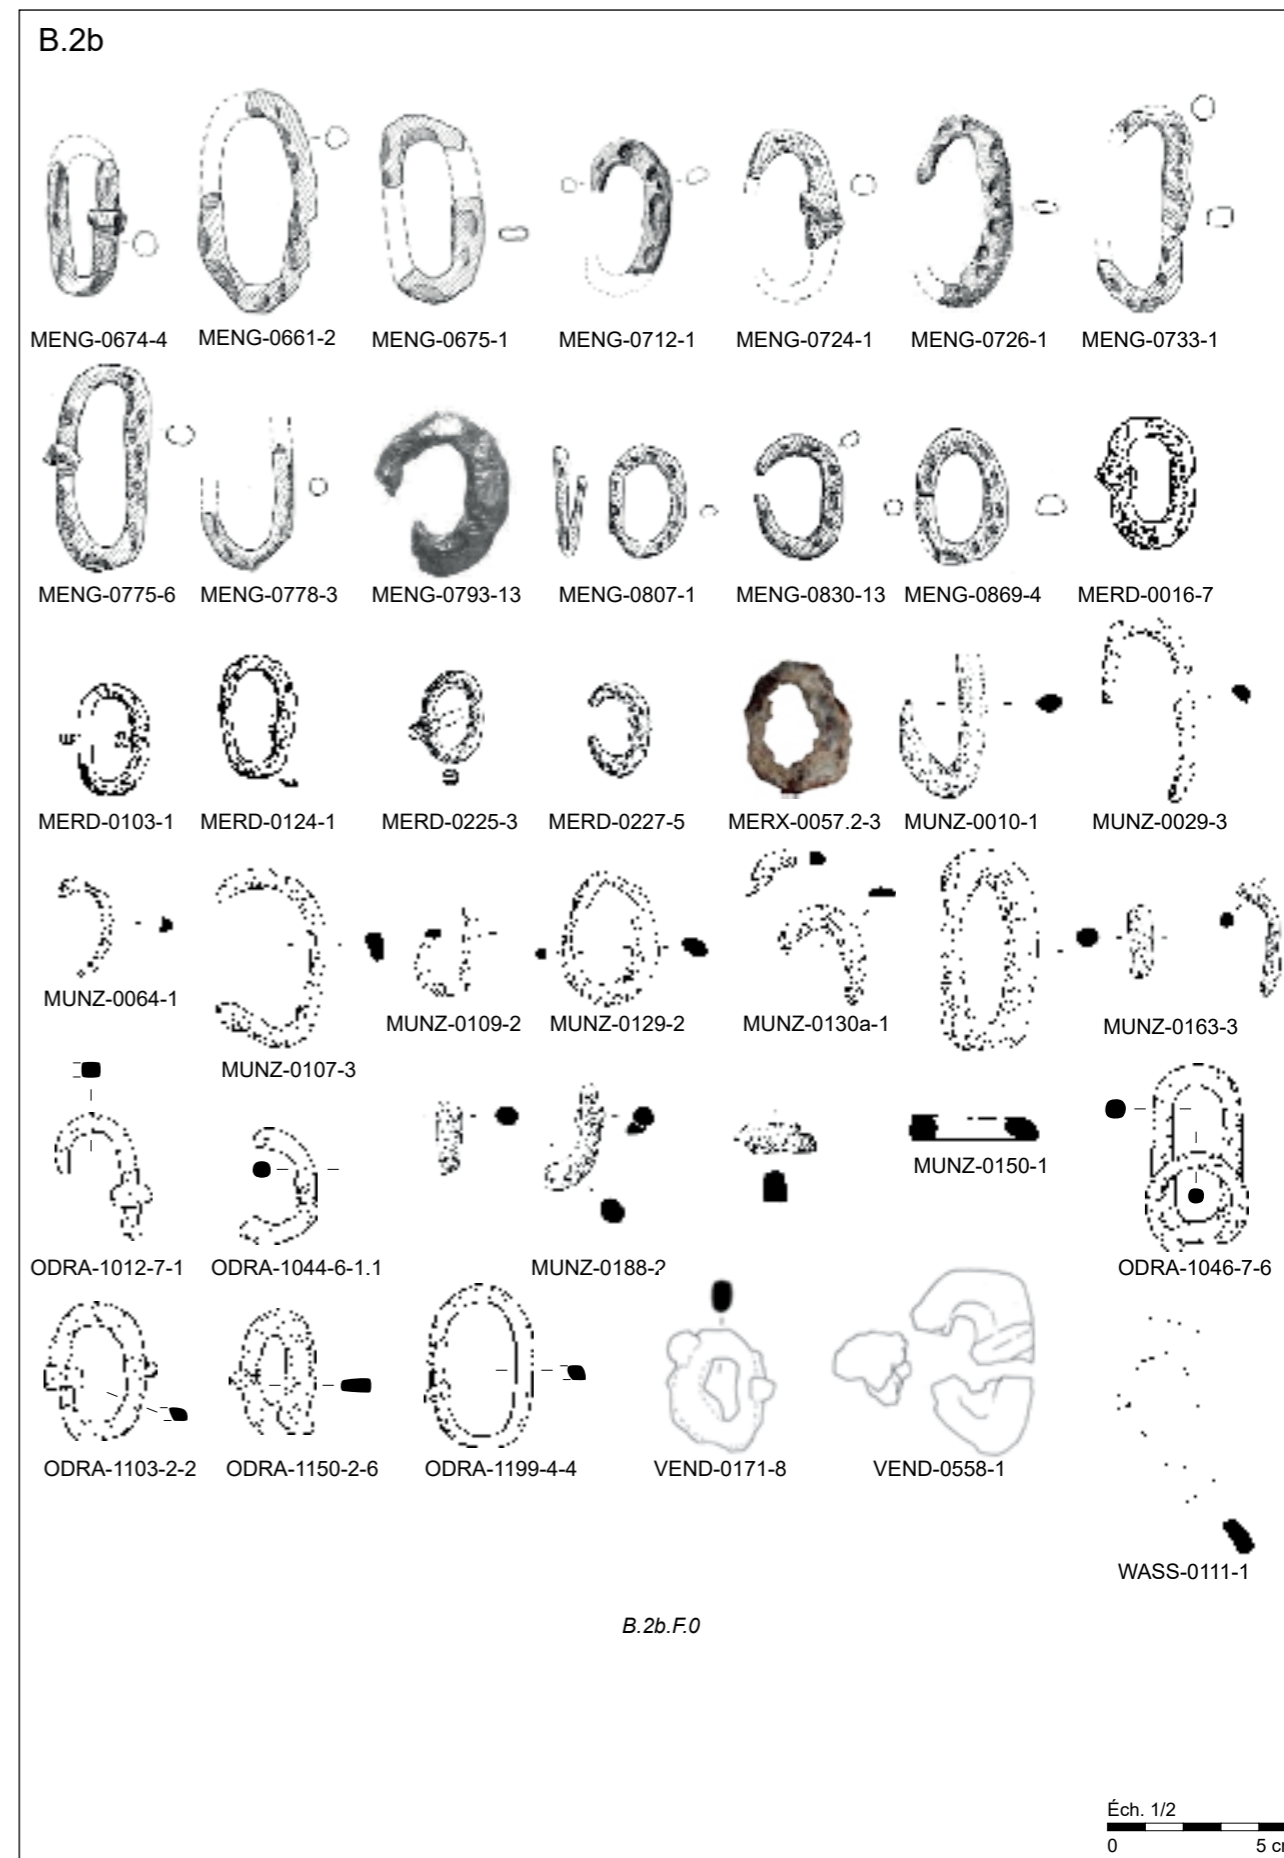 B.2b
MENG-0674-4 MENG-0661-2 MENG-0675-1 MENG-0712-1 MENG-0724-1 MENG-0726-1 MENG-0733-1
MENG-0775-6 MENG-0778-3 MENG-0793-13 MENG-0807-1 MENG-0830-13 MENG-0869-4 MERD-0016-7
MERD-0103-1 MERD-0124-1 MERD-0225-3 MERD-0227-5 MERX-0057.2-3 MUNZ-0010-1 MUNZ-0029-3
MUNZ-0064-1 MUNZ-0107-3 MUNZ-0109-2 MUNZ-0129-2 MUNZ-0130a-1 MUNZ-0163-3
ODRA-1012-7-1 ODRA-1044-6-1.1 MUNZ-0188-2 MUNZ-0150-1 ODRA-1046-7-6
ODRA-1103-2-2 ODRA-1150-2-6 ODRA-1199-4-4 VEND-0171-8 VEND-0558-1
WASS-0111-1
B.2b.F.0
Éch. 1/2
0 5